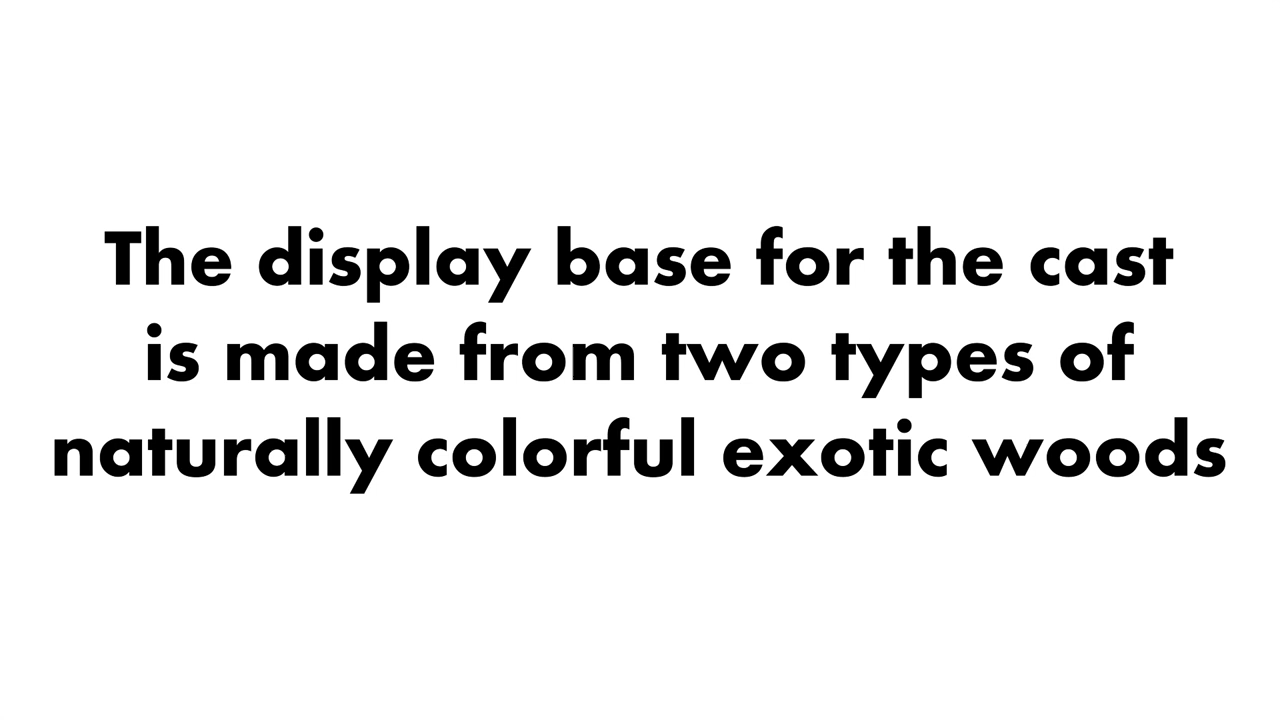 The display base for the cast
is made from two types of
naturally colorful exotic woods